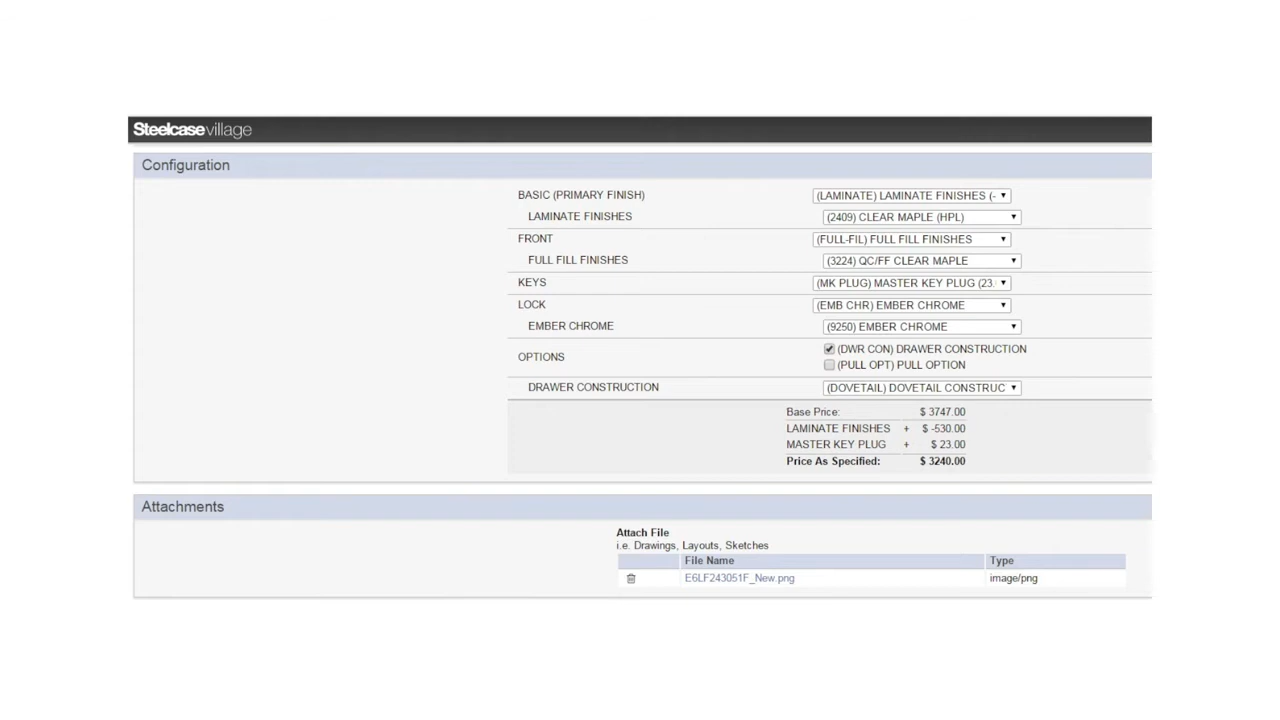 Steelcase village
Configuration
BASIC (PRIMARY FINISH) (LAMINATE) LAMINATE FINISHES (-
LAMINATE FINISHES (2409) CLEAR MAPLE (HPL)
FRONT (FULL-FIL) FULL FILL FINISHES
FULL FILL FINISHES (3224) QC/FF CLEAR MAPLE
KEYS (MK PLUG) MASTER KEY PLUG (23.
LOCK (EMB CHR) EMBER CHROME
EMBER CHROME (9250) EMBER CHROME
OPTIONS (DWR CON) DRAWER CONSTRUCTION
(PULL OPT) PULL OPTION
DRAWER CONSTRUCTION (DOVETAIL) DOVETAIL CONSTRUC
Base Price: $ 3747.00
LAMINATE FINISHES + $ -530.00
MASTER KEY PLUG + $ 23.00
Price As Specified: $ 3240.00
Attachments
Attach File
i.e. Drawings, Layouts, Sketches
File Name Type
E6LF243051F_New.png image/png